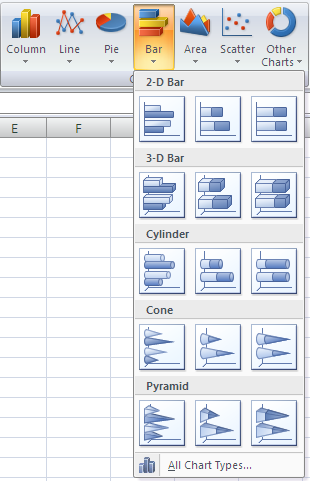 Column Line Pie Bar Area Scatter Other
Charts
2-D Bar
E F
3-D Bar
Cylinder
Cone
Pyramid
All Chart Types...